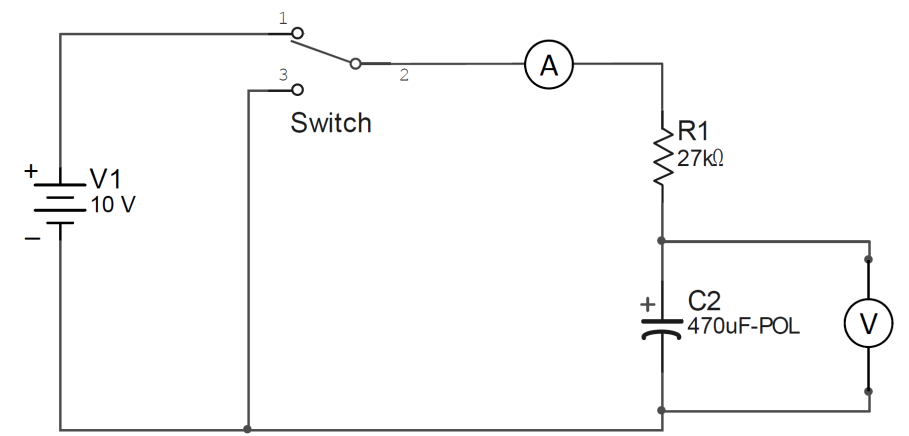 1
A
2
3
Switch
R1
27kΩ
+
V1
10 V
–
+
C2
470uF-POL
V